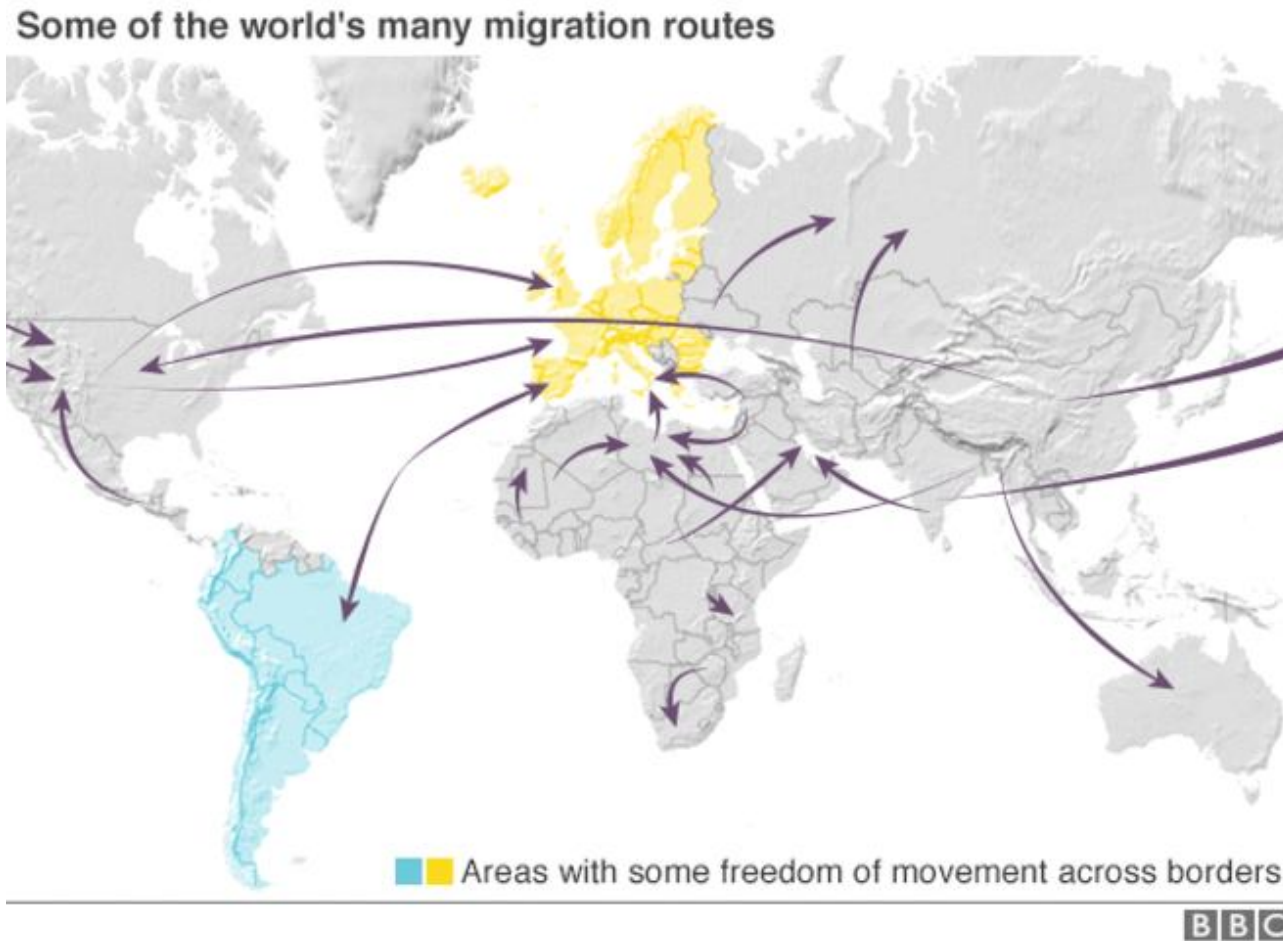 Some of the world's many migration routes
Areas with some freedom of movement across borders
BBC